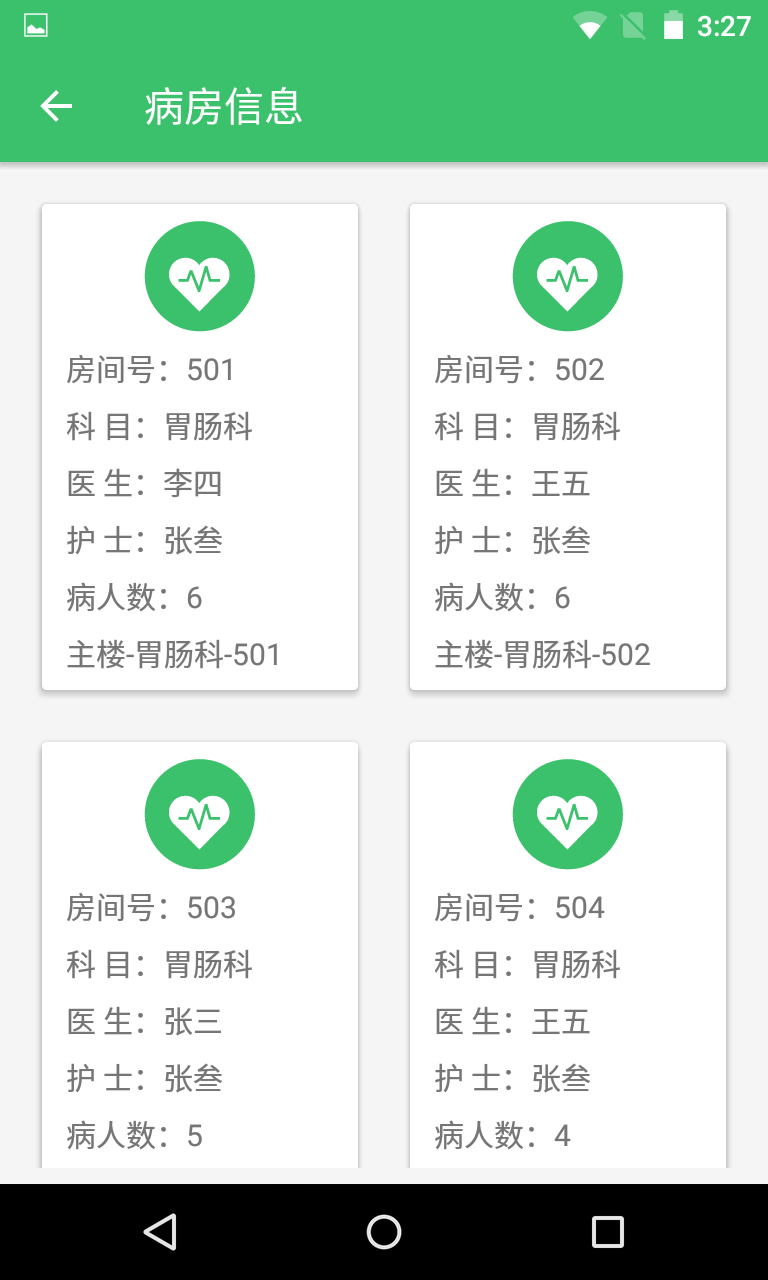 3:27
病房信息
房间号：501
科 目：胃肠科
医 生：李四
护 士：张叁
病人数：6
主楼-胃肠科-501
房间号：502
科 目：胃肠科
医 生：王五
护 士：张叁
病人数：6
主楼-胃肠科-502
房间号：503
科 目：胃肠科
医 生：张三
护 士：张叁
病人数：5
房间号：504
科 目：胃肠科
医 生：王五
护 士：张叁
病人数：4